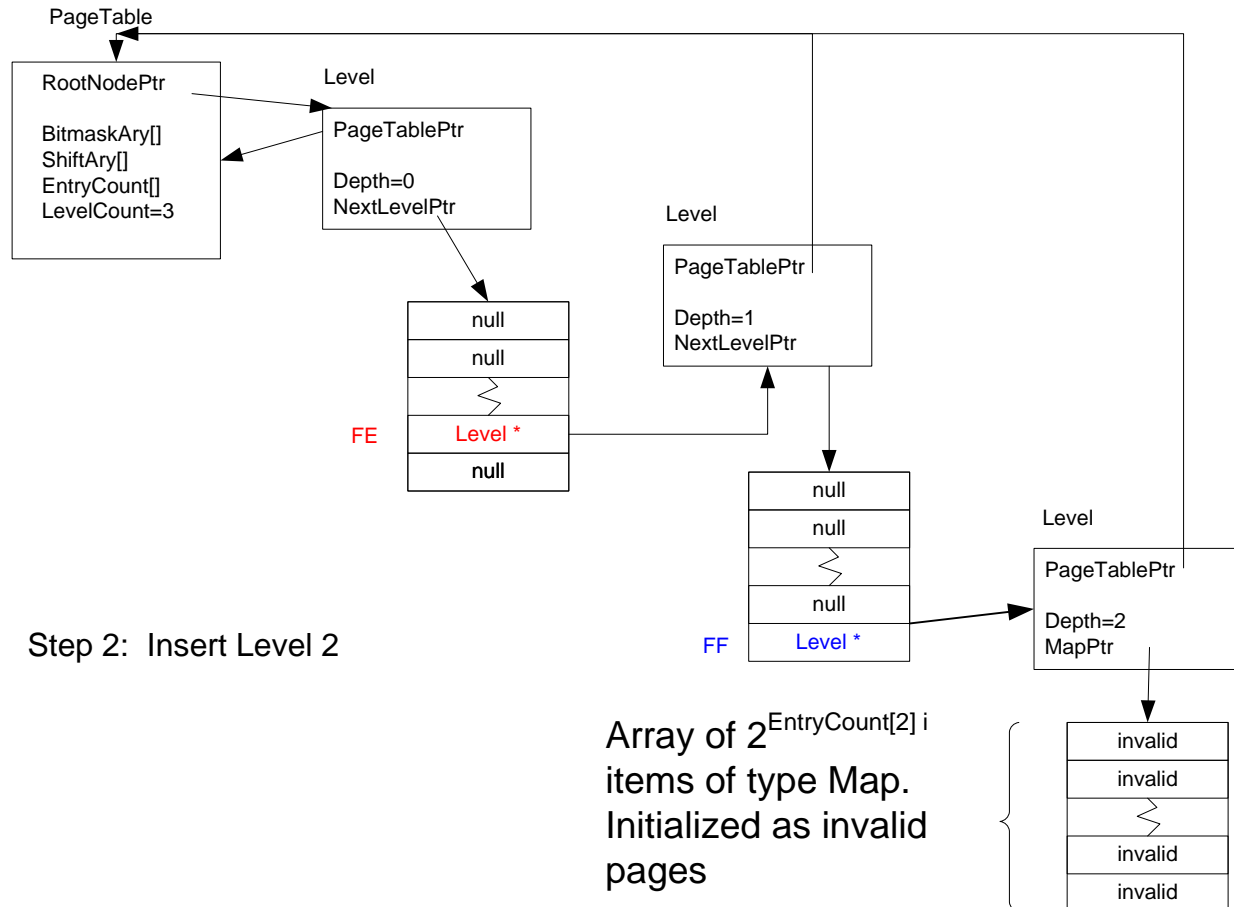 PageTable
RootNodePtr
BitmaskAry[]
ShiftAry[]
EntryCount[]
LevelCount=3
Level
PageTablePtr
Depth=0
NextLevelPtr
null
null
FE
Level *
null
Level
PageTablePtr
Depth=1
NextLevelPtr
null
null
null
FF
Level *
Level
PageTablePtr
Depth=2
MapPtr
Step 2: Insert Level 2
Array of 2^EntryCount[2] i
items of type Map.
Initialized as invalid
pages
invalid
invalid
invalid
invalid